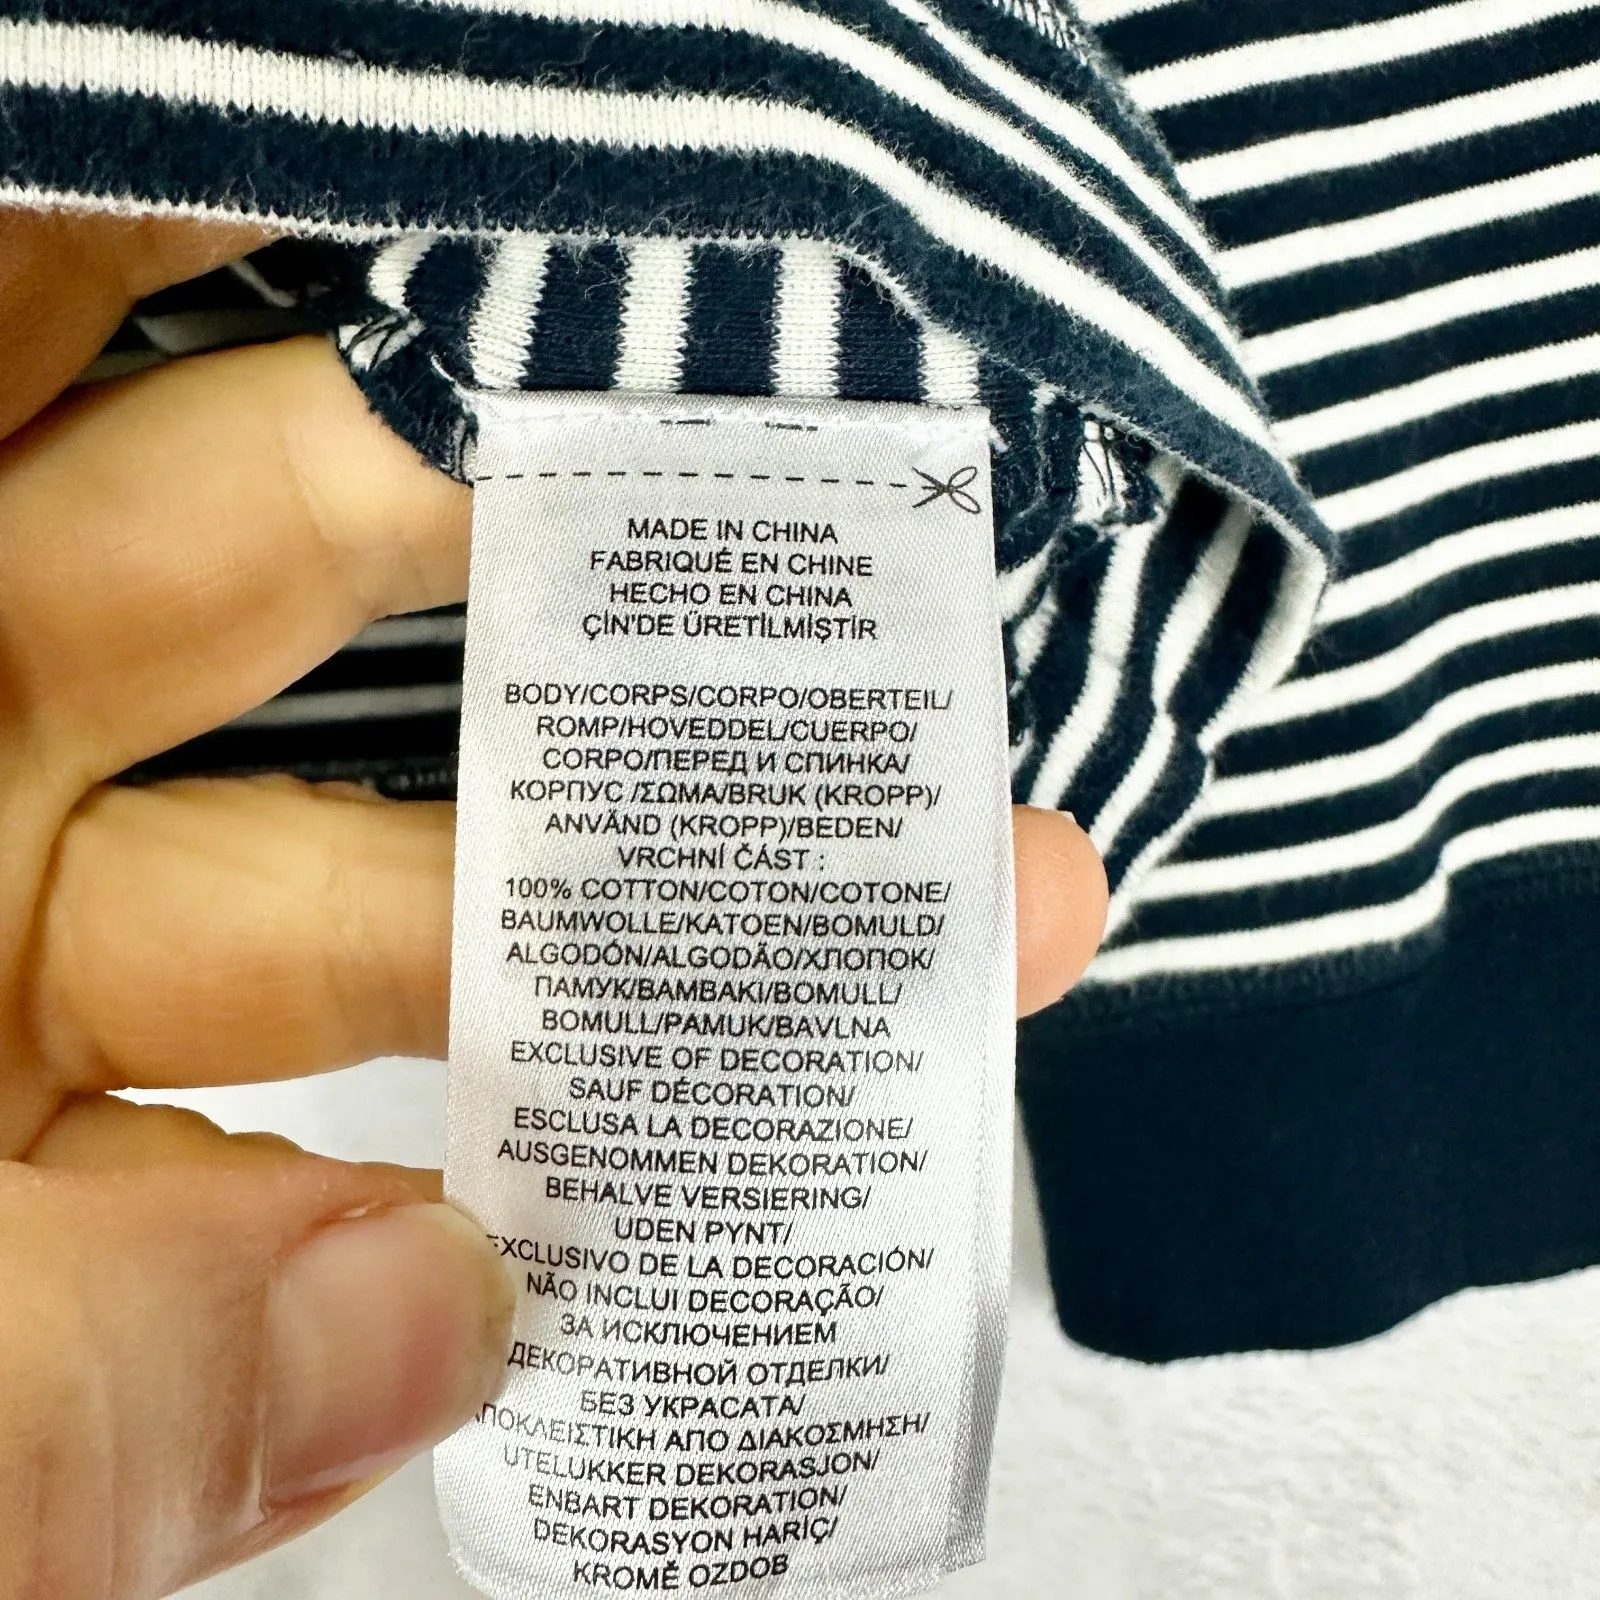 MADE IN CHINA
FABRIQUÉ EN CHINE
HECHO EN CHINA
ÇİN'DE ÜRETİLMİŞTİR
BODY/CORPS/CORPO/OBERTEIL/
ROMP/HOVEDDEL/CUERPO/
CORPO/ПЕРЕД И СПИНКА/
КОРПУС /ΣΩΜΑ/BRUK (KROPP)/
ANVÄND (KROPP)/BEDEN/
VRCHNÍ ČÁST :
100% COTTON/COTON/COTONE/
BAUMWOLLE/KATOEN/BOMULD/
ALGODÓN/ALGODÃO/ХЛОПОК/
ПАМУК/ΒΑΜΒΑΚΙ/BOMULL/
BOMULL/PAMUK/BAVLNA
EXCLUSIVE OF DECORATION/
SAUF DÉCORATION/
ESCLUSA LA DECORAZIONE/
AUSGENOMMEN DEKORATION/
BEHALVE VERSIERING/
UDEN PYNT/
EXCLUSIVO DE LA DECORACIÓN/
NÃO INCLUI DECORAÇÃO/
ЗА ИСКЛЮЧЕНИЕМ
ДЕКОРАТИВНОЙ ОТДЕЛКИ/
БЕЗ УКРАСАТА/
ΑΠΟΚΛΕΙΣΤΙΚΗ ΑΠΟ ΔΙΑΚΟΣΜΗΣΗ/
UTELUKKER DEKORASJON/
ENBART DEKORATION/
DEKORASYON HARİÇ/
KROMĚ OZDOB